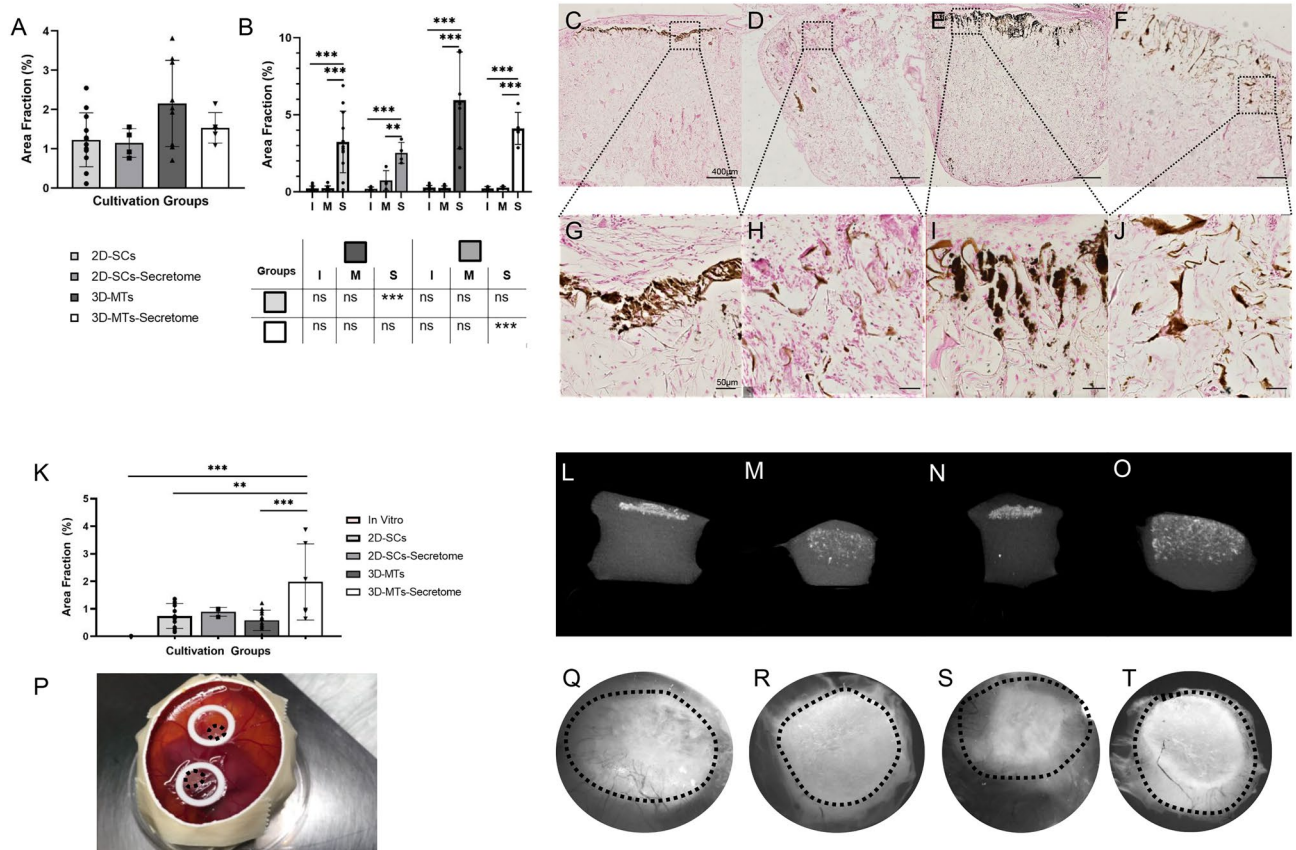 A
Area Fraction (%)
4
3
2
1
0
Cultivation Groups
2D-SCs
2D-SCs-Secretome
3D-MTs
3D-MTs-Secretome
B
Area Fraction (%)
10
5
0
*** *** *** ** *** *** *** ***
I M S I M S I M S I M S
Groups I M S I M S
ns ns *** ns ns ns
ns ns ns ns ns ***
C D E F
400µm
G H I J
50µm
K
*** ** ***
Area Fraction (%)
5
4
3
2
1
0
Cultivation Groups
In Vitro
2D-SCs
2D-SCs-Secretome
3D-MTs
3D-MTs-Secretome
L M N O
P
Q R S T